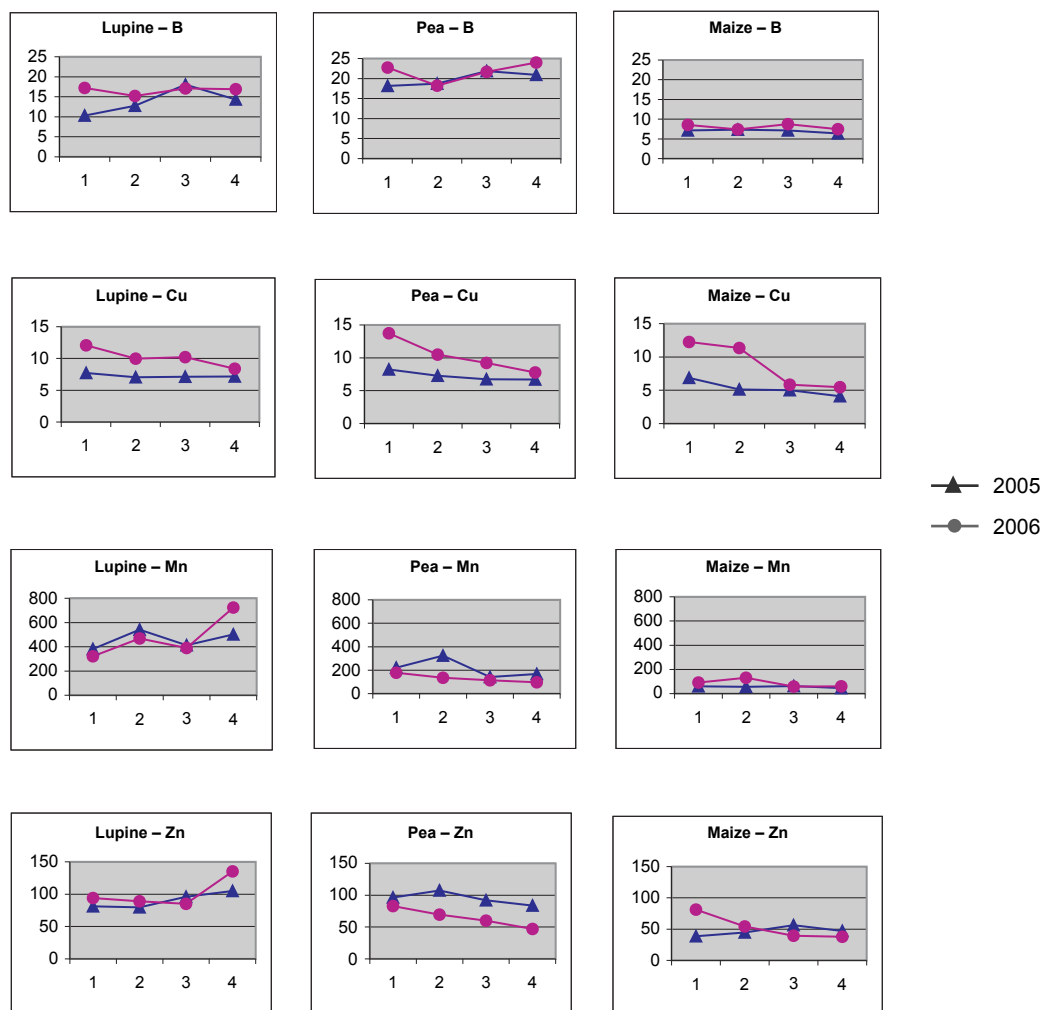 Lupine – B
25
20
15
10
5
0
1 2 3 4
Pea – B
25
20
15
10
5
0
1 2 3 4
Maize – B
25
20
15
10
5
0
1 2 3 4
Lupine – Cu
15
10
5
0
1 2 3 4
Pea – Cu
15
10
5
0
1 2 3 4
Maize – Cu
15
10
5
0
1 2 3 4
2005
2006
Lupine – Mn
800
600
400
200
0
1 2 3 4
Pea – Mn
800
600
400
200
0
1 2 3 4
Maize – Mn
800
600
400
200
0
1 2 3 4
Lupine – Zn
150
100
50
0
1 2 3 4
Pea – Zn
150
100
50
0
1 2 3 4
Maize – Zn
150
100
50
0
1 2 3 4